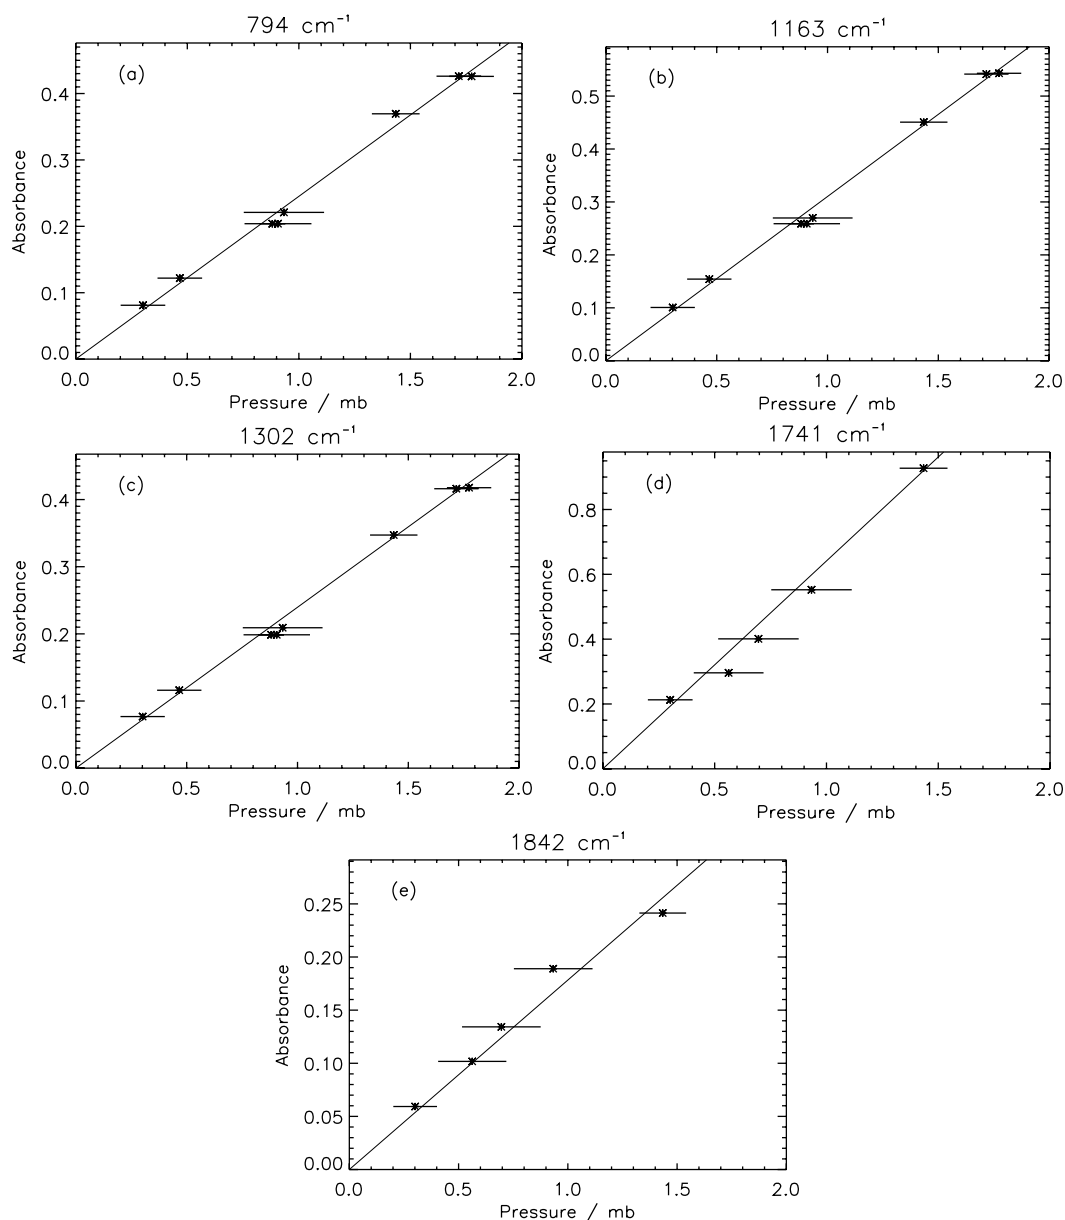 794 cm⁻¹
(a)
Absorbance
0.4
0.3
0.2
0.1
0.0
0.0 0.5 1.0 1.5 2.0
Pressure / mb
1163 cm⁻¹
(b)
Absorbance
0.5
0.4
0.3
0.2
0.1
0.0
0.0 0.5 1.0 1.5 2.0
Pressure / mb
1302 cm⁻¹
(c)
Absorbance
0.4
0.3
0.2
0.1
0.0
0.0 0.5 1.0 1.5 2.0
Pressure / mb
1741 cm⁻¹
(d)
Absorbance
0.8
0.6
0.4
0.2
0.0
0.0 0.5 1.0 1.5 2.0
Pressure / mb
1842 cm⁻¹
(e)
Absorbance
0.25
0.20
0.15
0.10
0.05
0.00
0.0 0.5 1.0 1.5 2.0
Pressure / mb